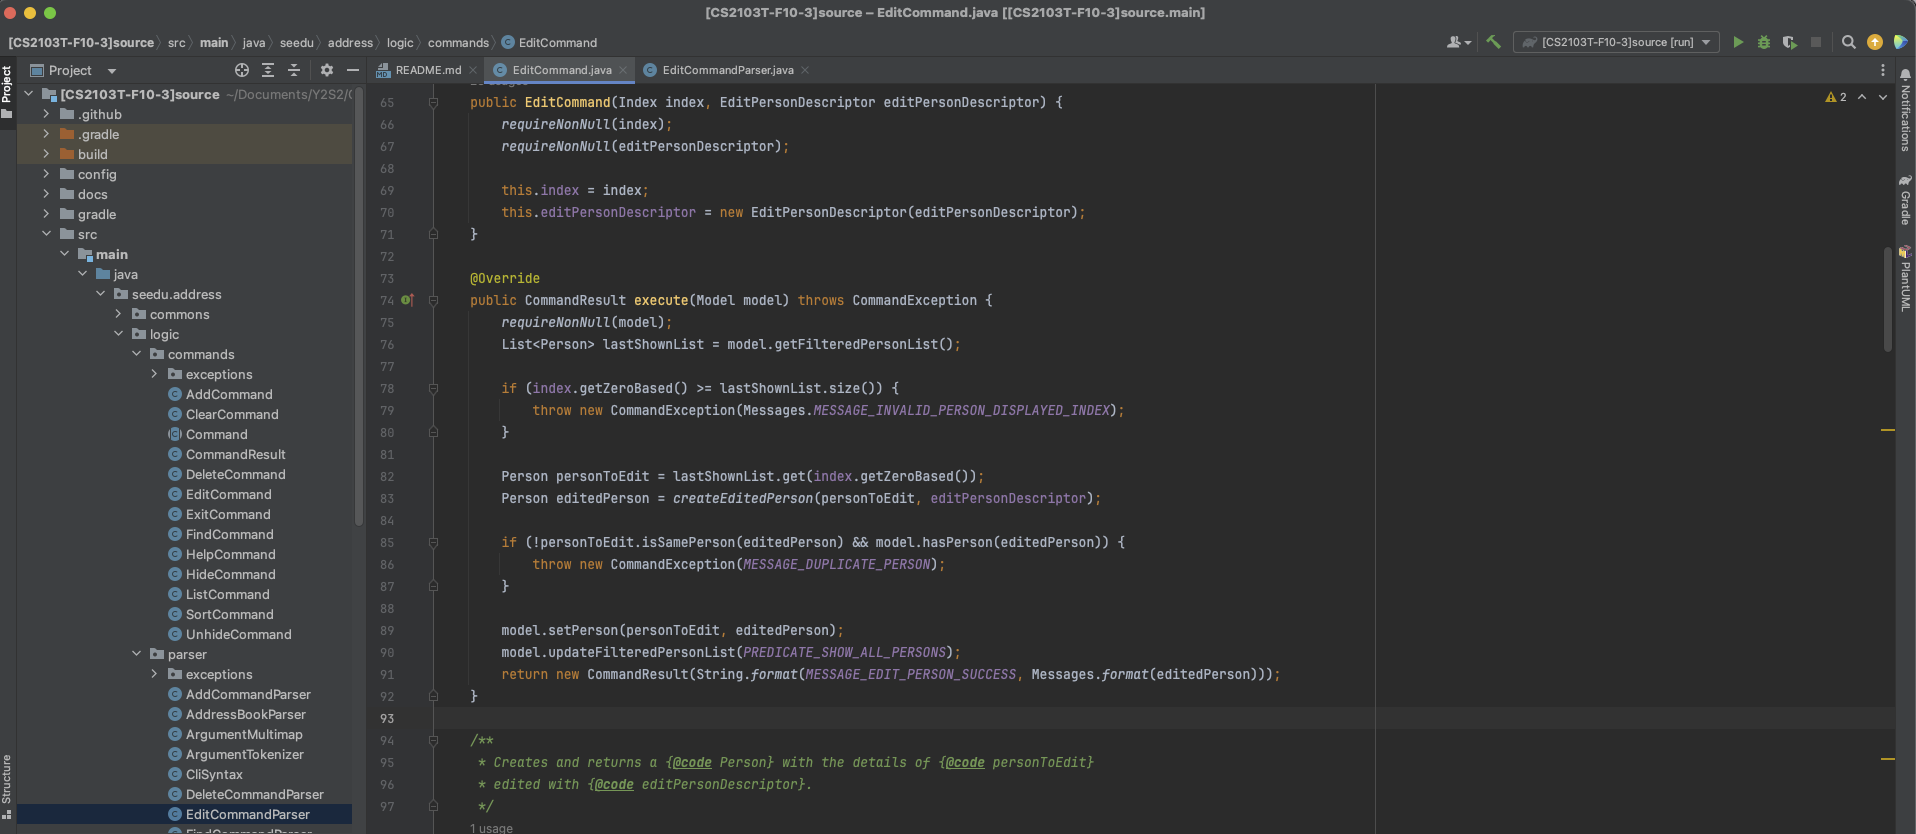 [CS2103T-F10-3]source – EditCommand.java [[CS2103T-F10-3]source.main]
[CS2103T-F10-3]source src main java seedu address logic commands EditCommand
[CS2103T-F10-3]source [run]
Project
README.md EditCommand.java EditCommandParser.java
Project
[CS2103T-F10-3]source ~/Documents/Y2S2/
.github
.gradle
build
config
docs
gradle
src
main
java
seedu.address
commons
logic
commands
exceptions
AddCommand
ClearCommand
Command
CommandResult
DeleteCommand
EditCommand
ExitCommand
FindCommand
HelpCommand
HideCommand
ListCommand
SortCommand
UnhideCommand
parser
exceptions
AddCommandParser
AddressBookParser
ArgumentMultimap
ArgumentTokenizer
CliSyntax
DeleteCommandParser
EditCommandParser
FindCommandParser
Structure
65 public EditCommand(Index index, EditPersonDescriptor editPersonDescriptor) {
66 requireNonNull(index);
67 requireNonNull(editPersonDescriptor);
68
69 this.index = index;
70 this.editPersonDescriptor = new EditPersonDescriptor(editPersonDescriptor);
71 }
72
73 @Override
74 public CommandResult execute(Model model) throws CommandException {
75 requireNonNull(model);
76 List<Person> lastShownList = model.getFilteredPersonList();
77
78 if (index.getZeroBased() >= lastShownList.size()) {
79 throw new CommandException(Messages.MESSAGE_INVALID_PERSON_DISPLAYED_INDEX);
80 }
81
82 Person personToEdit = lastShownList.get(index.getZeroBased());
83 Person editedPerson = createEditedPerson(personToEdit, editPersonDescriptor);
84
85 if (!personToEdit.isSamePerson(editedPerson) && model.hasPerson(editedPerson)) {
86 throw new CommandException(MESSAGE_DUPLICATE_PERSON);
87 }
88
89 model.setPerson(personToEdit, editedPerson);
90 model.updateFilteredPersonList(PREDICATE_SHOW_ALL_PERSONS);
91 return new CommandResult(String.format(MESSAGE_EDIT_PERSON_SUCCESS, Messages.format(editedPerson)));
92 }
93
94 /**
95 * Creates and returns a {@code Person} with the details of {@code personToEdit}
96 * edited with {@code editPersonDescriptor}.
97 */
1 usage
2
Notifications
Gradle
PlantUML